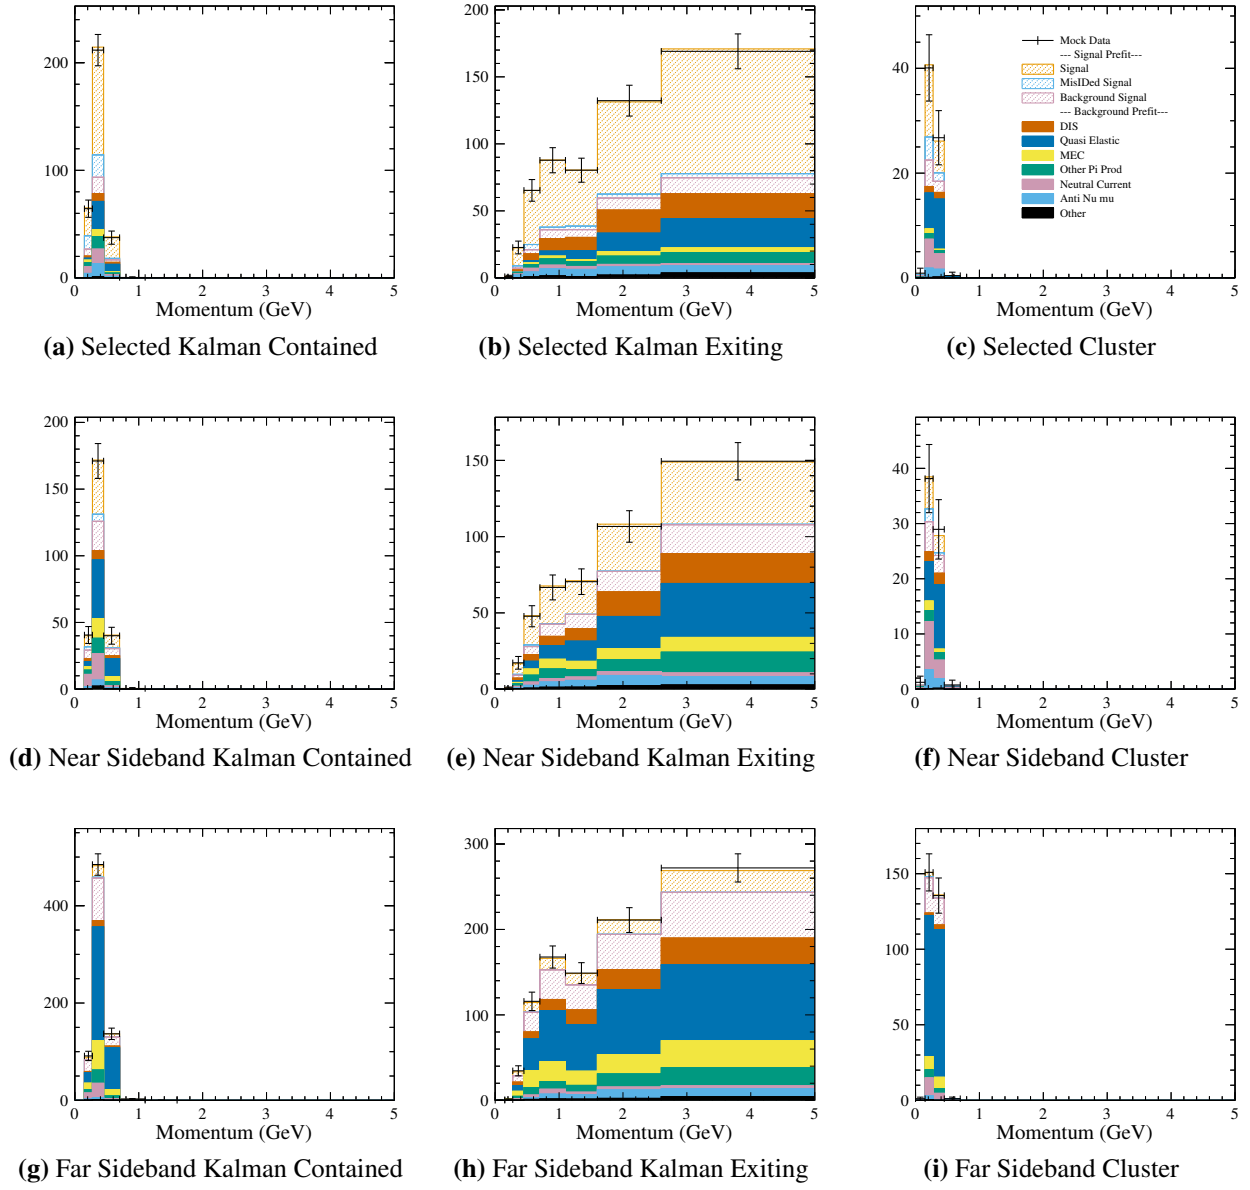 200
100
0
0 1 2 3 4 5
Momentum (GeV)
(a) Selected Kalman Contained
200
150
100
50
0
0 1 2 3 4 5
Momentum (GeV)
(b) Selected Kalman Exiting
40
20
0
0 1 2 3 4 5
Momentum (GeV)
Mock Data
--- Signal Prefit---
Signal
MisIDed Signal
Background Signal
--- Background Prefit---
DIS
Quasi Elastic
MEC
Other Pi Prod
Neutral Current
Anti Nu mu
Other
(c) Selected Cluster
200
150
100
50
0
0 1 2 3 4 5
Momentum (GeV)
(d) Near Sideband Kalman Contained
150
100
50
0
0 1 2 3 4 5
Momentum (GeV)
(e) Near Sideband Kalman Exiting
40
30
20
10
0
0 1 2 3 4 5
Momentum (GeV)
(f) Near Sideband Cluster
400
200
0
0 1 2 3 4 5
Momentum (GeV)
(g) Far Sideband Kalman Contained
300
200
100
0
0 1 2 3 4 5
Momentum (GeV)
(h) Far Sideband Kalman Exiting
150
100
50
0
0 1 2 3 4 5
Momentum (GeV)
(i) Far Sideband Cluster